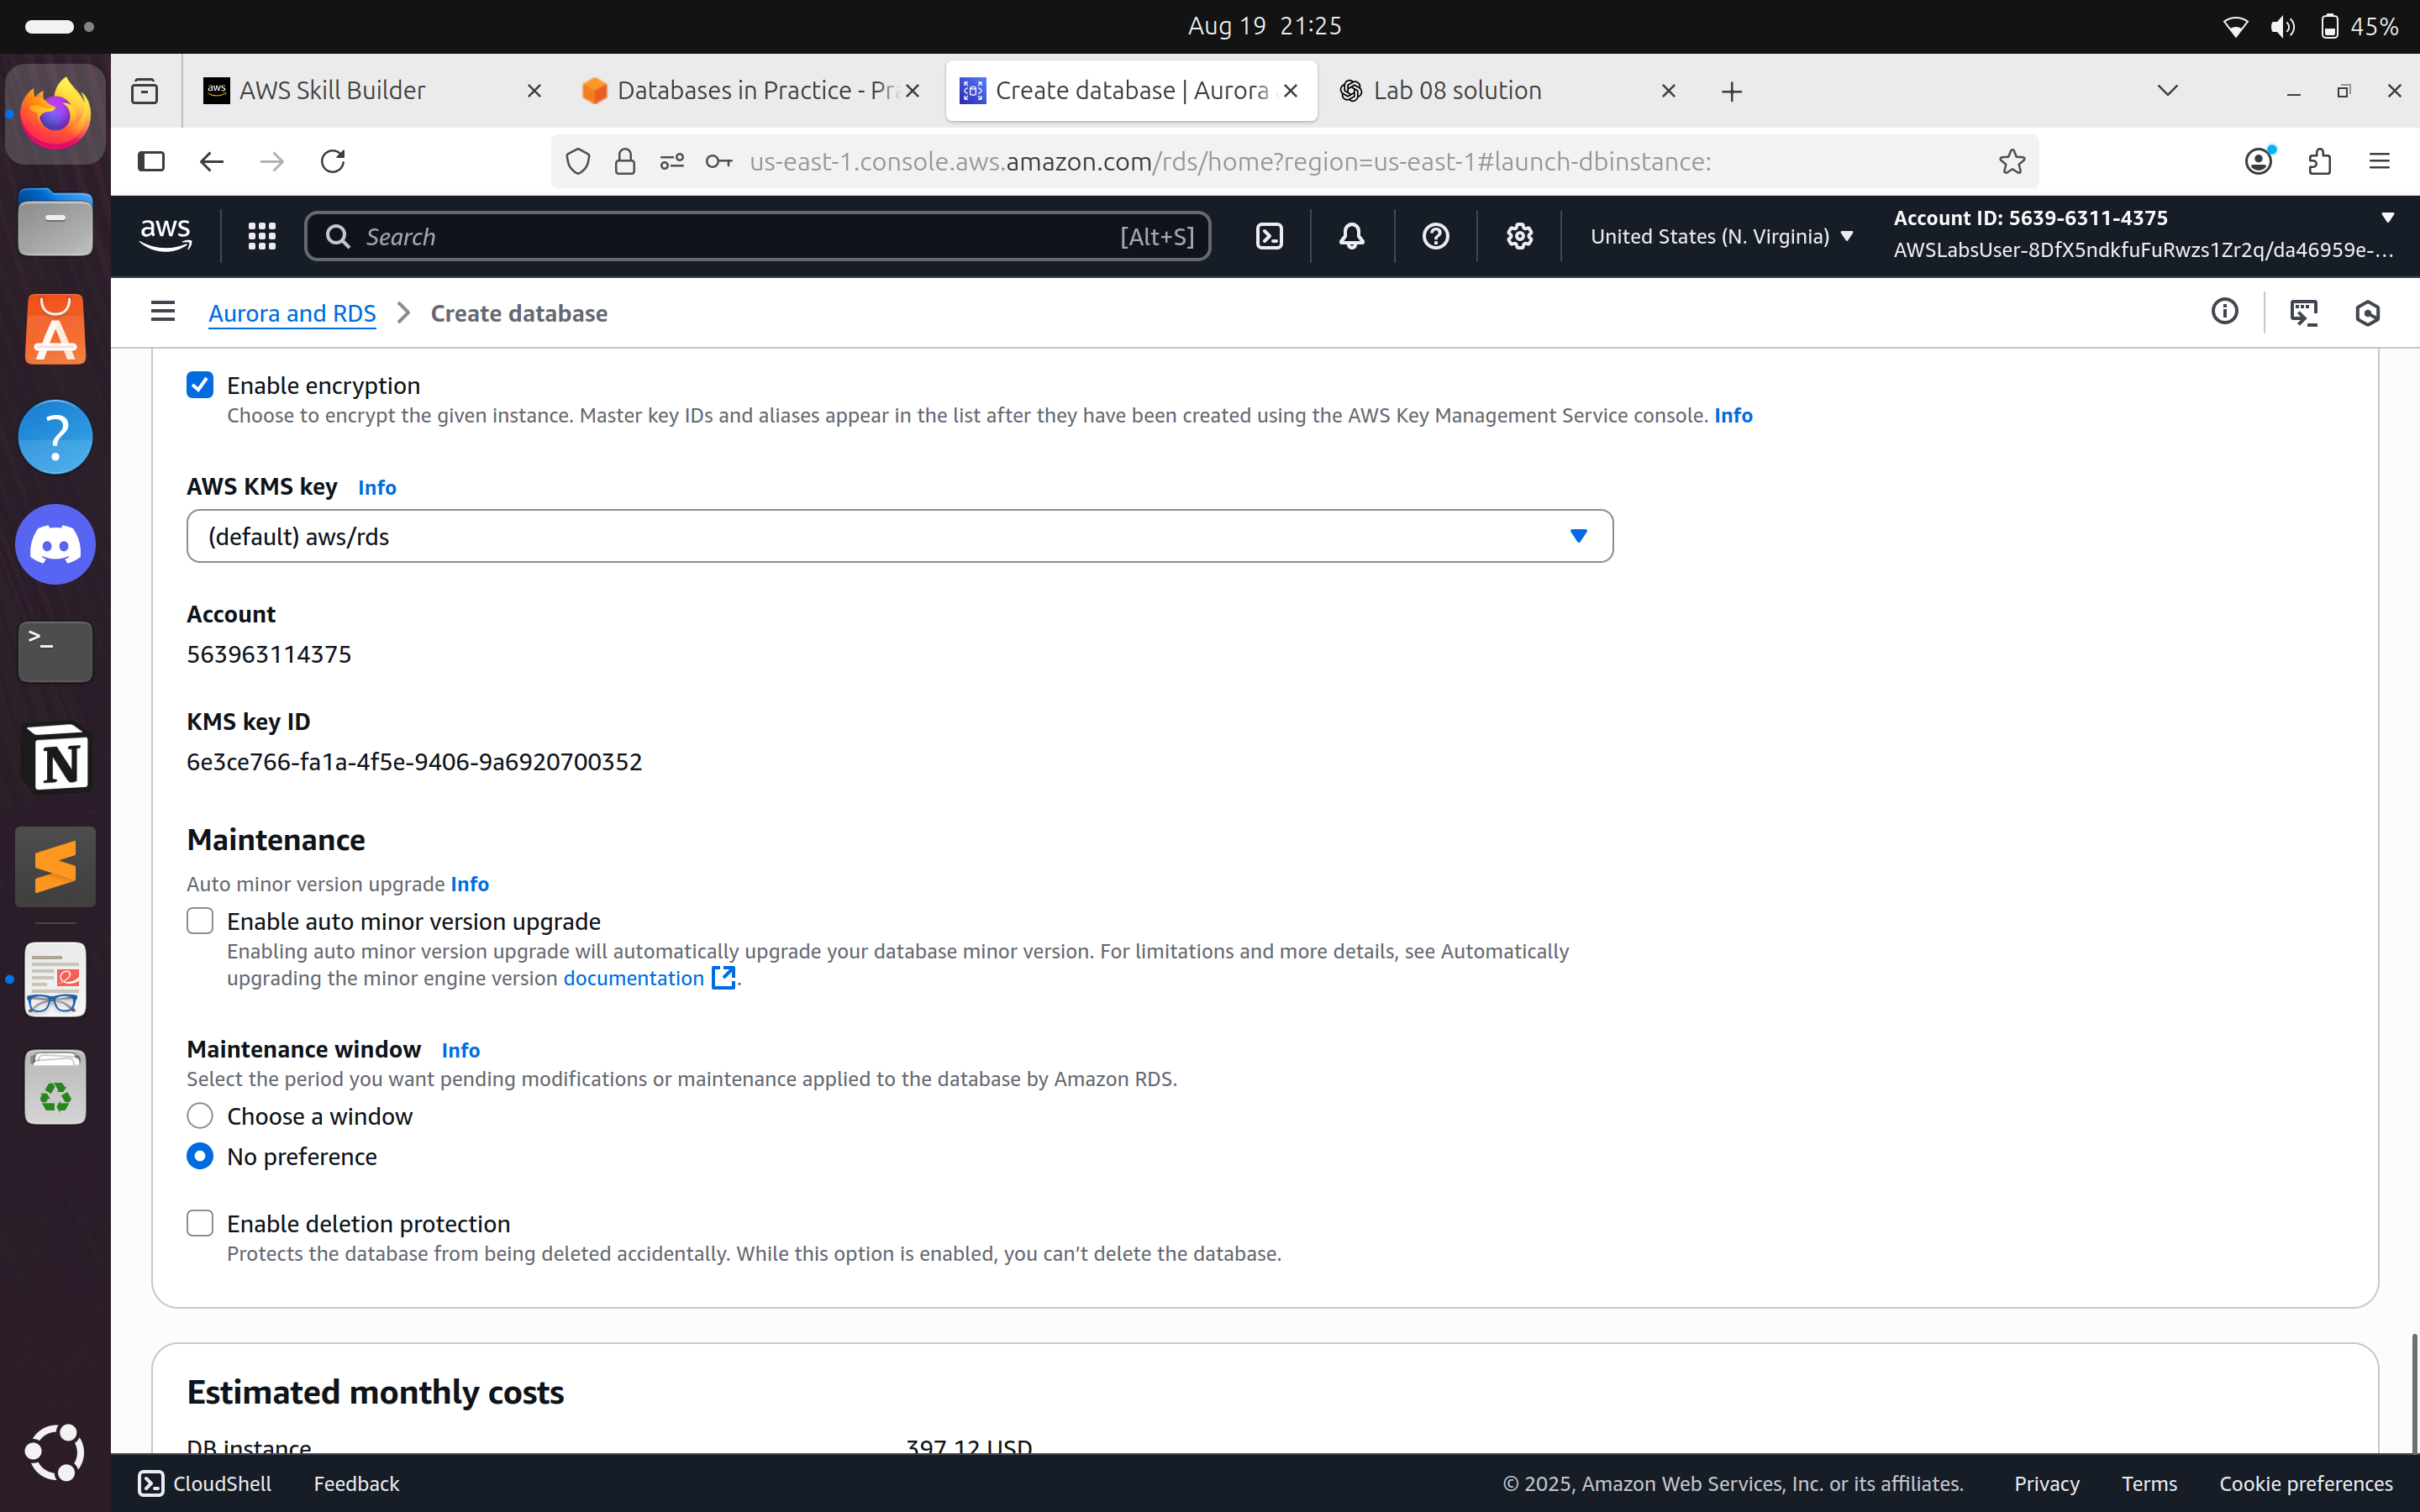 Aug 19 21:25
45%
AWS Skill Builder
Databases in Practice - Pra
Create database | Aurora
Lab 08 solution
us-east-1.console.aws.amazon.com/rds/home?region=us-east-1#launch-dbinstance:
aws
Search
[Alt+S]
United States (N. Virginia)
Account ID: 5639-6311-4375
AWSLabsUser-8DfX5ndkfuFuRwzs1Zr2q/da46959e-...
Aurora and RDS
Create database
Enable encryption
Choose to encrypt the given instance. Master key IDs and aliases appear in the list after they have been created using the AWS Key Management Service console. Info
AWS KMS key Info
(default) aws/rds
Account
563963114375
KMS key ID
6e3ce766-fa1a-4f5e-9406-9a6920700352
Maintenance
Auto minor version upgrade Info
Enable auto minor version upgrade
Enabling auto minor version upgrade will automatically upgrade your database minor version. For limitations and more details, see Automatically
upgrading the minor engine version documentation.
Maintenance window Info
Select the period you want pending modifications or maintenance applied to the database by Amazon RDS.
Choose a window
No preference
Enable deletion protection
Protects the database from being deleted accidentally. While this option is enabled, you can’t delete the database.
Estimated monthly costs
DB instance
397.12 USD
CloudShell
Feedback
© 2025, Amazon Web Services, Inc. or its affiliates.
Privacy
Terms
Cookie preferences